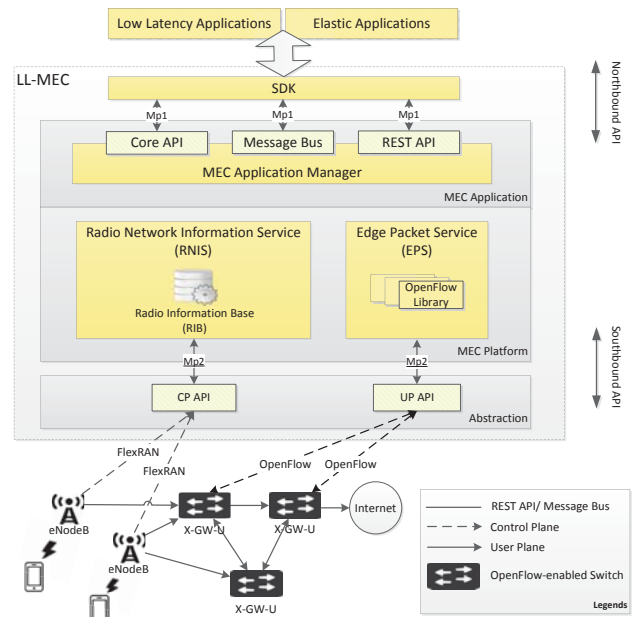 Low Latency Applications
Elastic Applications
LL-MEC
SDK
Mp1
Mp1
Mp1
Core API
Message Bus
REST API
MEC Application Manager
MEC Application
Northbound API
Radio Network Information Service
(RNIS)
Radio Information Base
(RIB)
Edge Packet Service
(EPS)
OpenFlow
Library
MEC Platform
Mp2
Mp2
Southbound API
CP API
UP API
Abstraction
FlexRAN
FlexRAN
OpenFlow
OpenFlow
eNodeB
eNodeB
X-GW-U
X-GW-U
X-GW-U
Internet
REST API/ Message Bus
Control Plane
User Plane
OpenFlow-enabled Switch
Legends